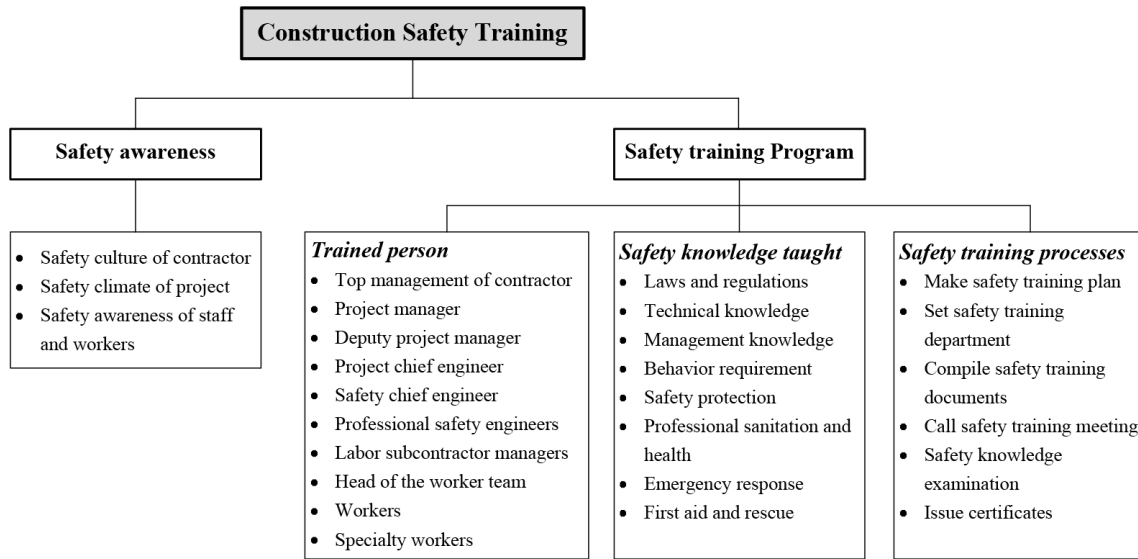 Construction Safety Training
Safety awareness
Safety training Program
• Safety culture of contractor
• Safety climate of project
• Safety awareness of staff
and workers
Trained person
• Top management of contractor
• Project manager
• Deputy project manager
• Project chief engineer
• Safety chief engineer
• Professional safety engineers
• Labor subcontractor managers
• Head of the worker team
• Workers
• Specialty workers
Safety knowledge taught
• Laws and regulations
• Technical knowledge
• Management knowledge
• Behavior requirement
• Safety protection
• Professional sanitation and
health
• Emergency response
• First aid and rescue
Safety training processes
• Make safety training plan
• Set safety training
department
• Compile safety training
documents
• Call safety training meeting
• Safety knowledge
examination
• Issue certificates